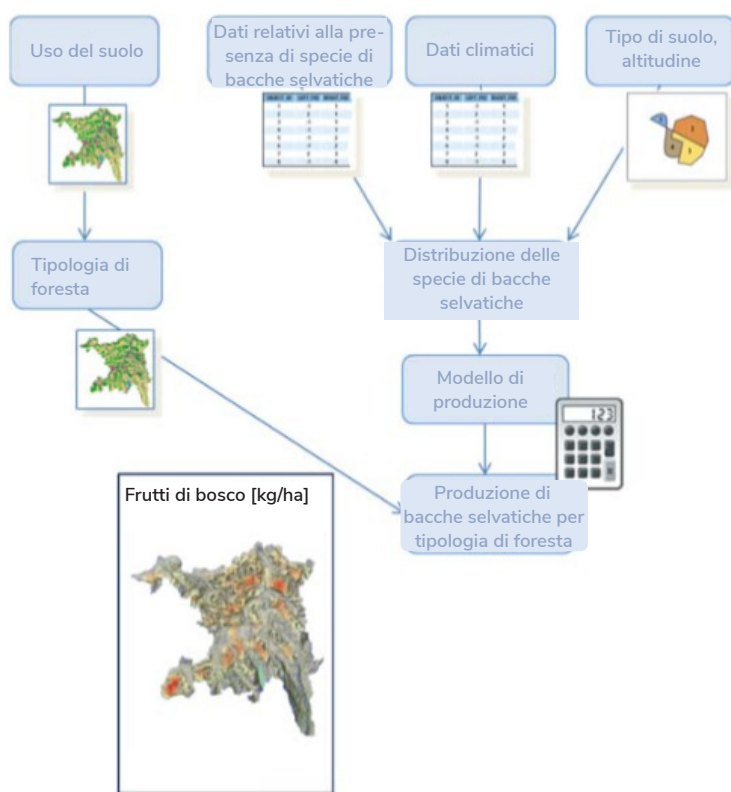 Uso del suolo
Dati relativi alla pre-
senza di specie di
bacche selvatiche
Dati climatici
Tipo di suolo,
altitudine
Tipologia di
foresta
Distribuzione delle
specie di bacche
selvatiche
Modello di
produzione
123
Frutti di bosco [kg/ha]
Produzione di
bacche selvatiche per
tipologia di foresta